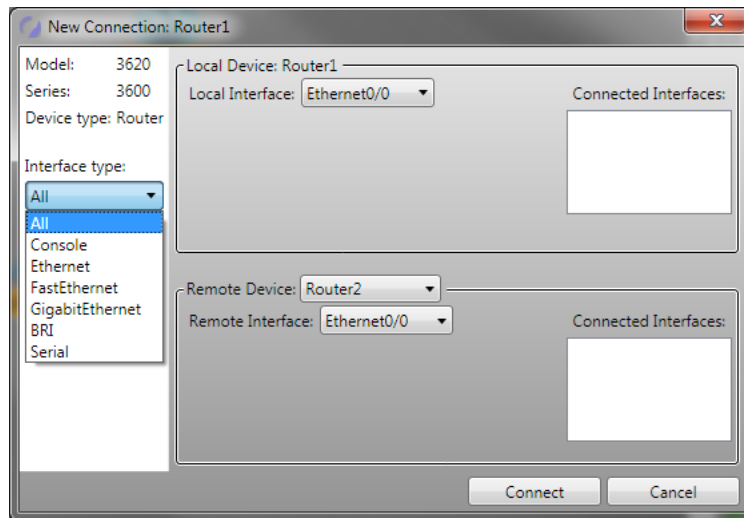 New Connection: Router1
Model: 3620
Series: 3600
Device type: Router
Interface type:
All
All
Console
Ethernet
FastEthernet
GigabitEthernet
BRI
Serial
Local Device: Router1
Local Interface: Ethernet0/0
Connected Interfaces:
Remote Device: Router2
Remote Interface: Ethernet0/0
Connected Interfaces:
Connect
Cancel